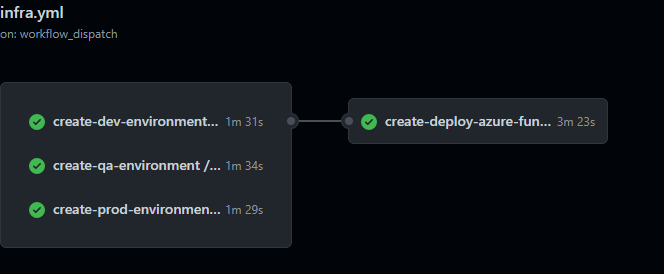 infra.yml
on: workflow_dispatch
create-dev-environment... 1m 31s
create-deploy-azure-fun... 3m 23s
create-qa-environment /... 1m 34s
create-prod-environmen... 1m 29s